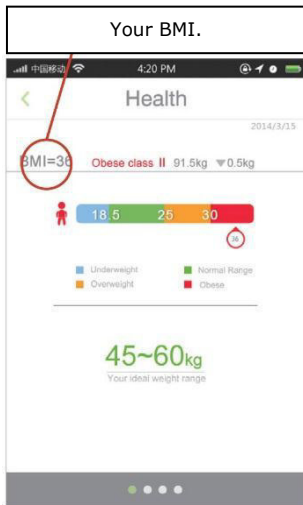 Your BMI.
中国移动 4:20 PM
Health
2014/3/15
BMI=36 Obese class II 91.5kg ▼0.5kg
18.5 25 30
36
Underweight Normal Range
Overweight Obese
45~60kg
Your ideal weight range